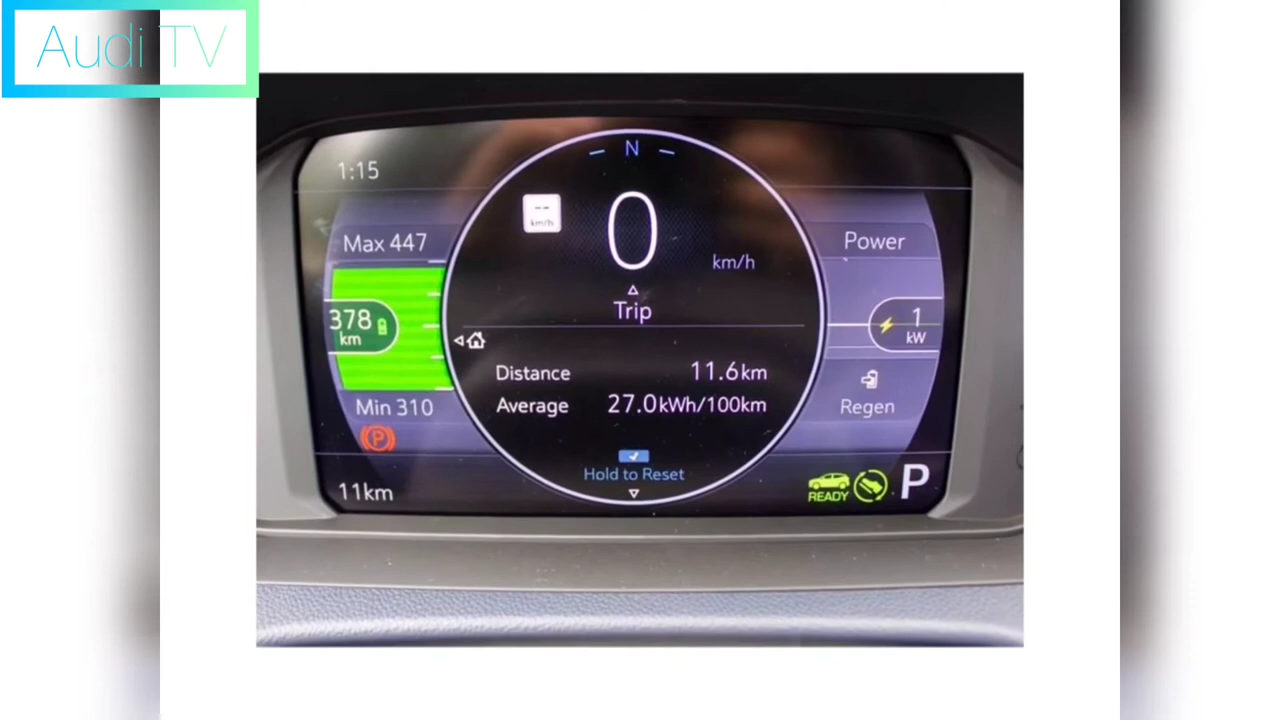 Audi TV
N
1:15
--
km/h
0
km/h
Max 447
Power
Trip
378
km
1
kW
Distance 11.6km
Average 27.0kWh/100km
Min 310
Regen
P
Hold to Reset
11km
READY
P